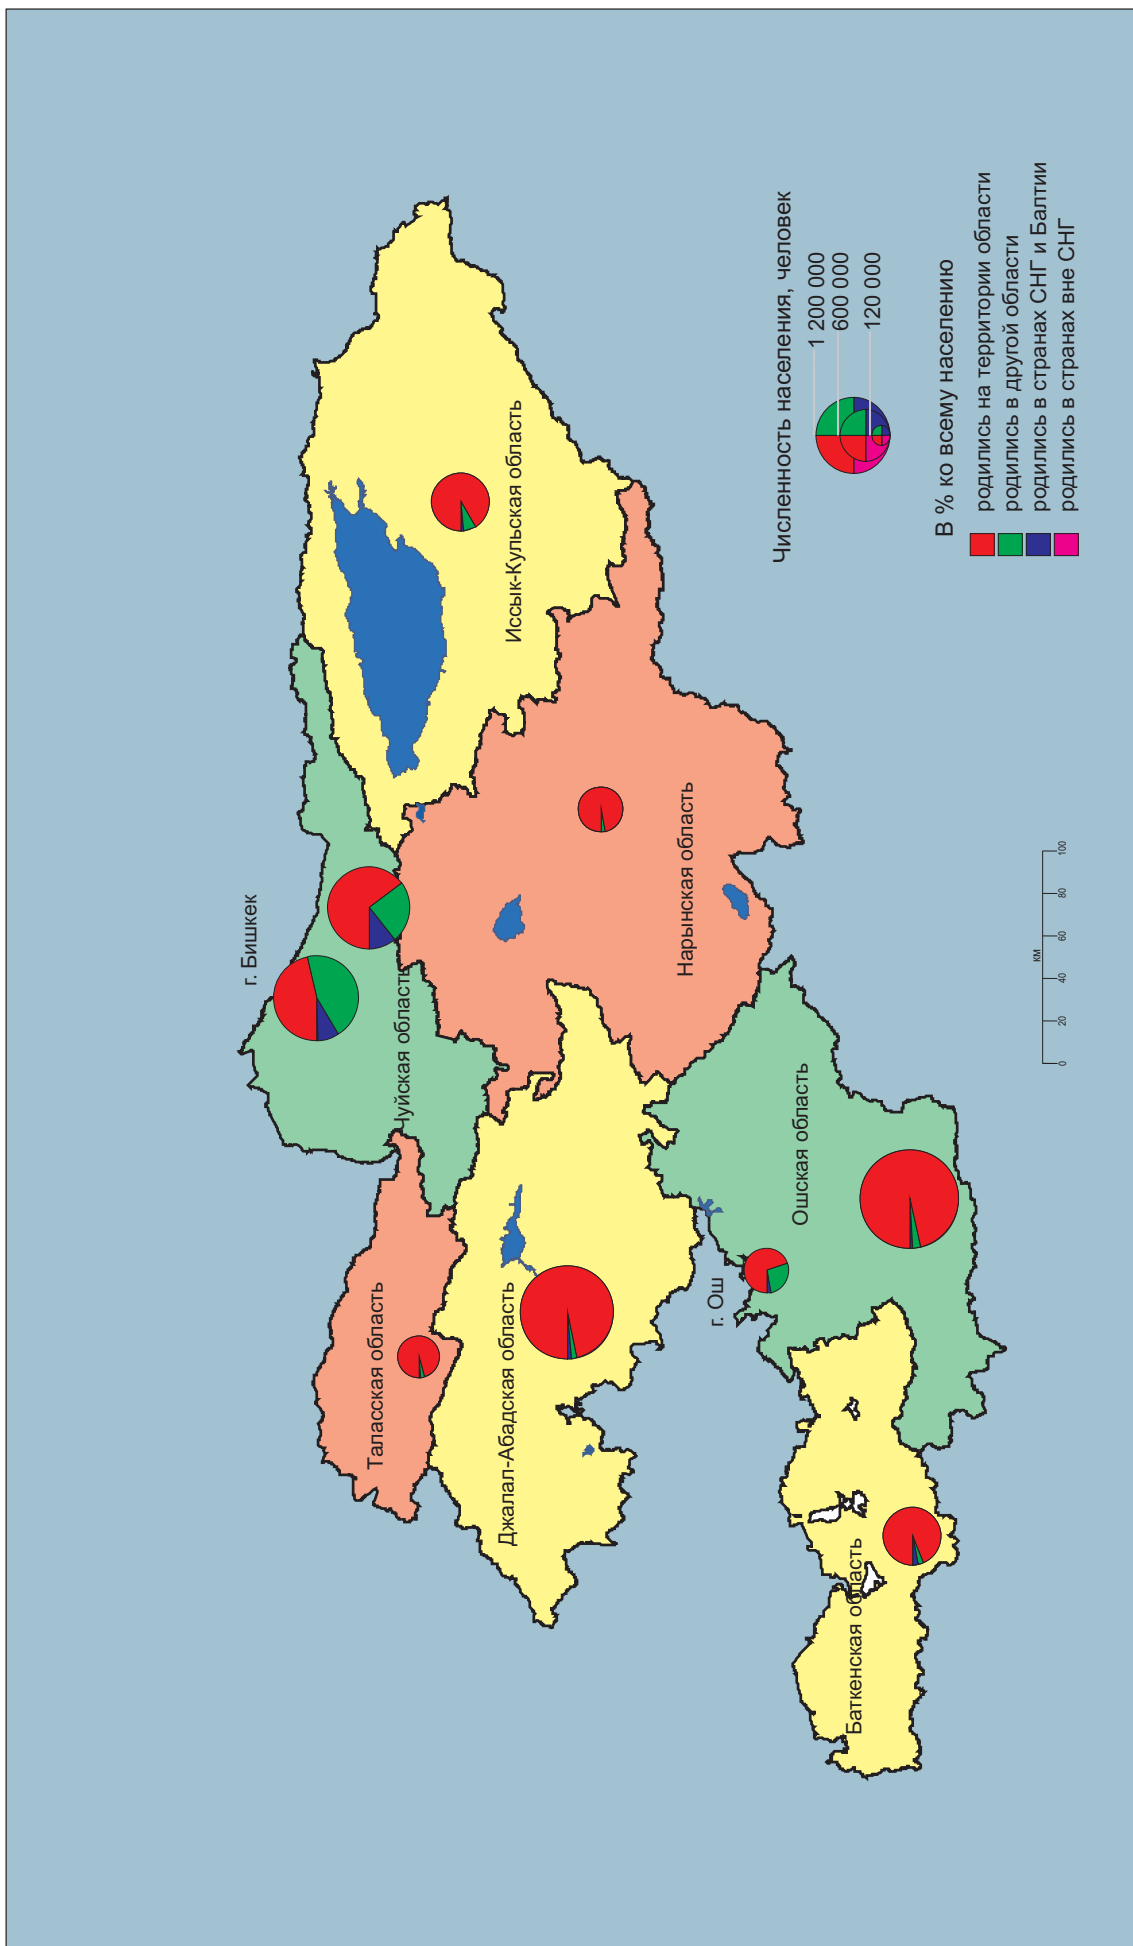 г. Бишкек
Чуйская область
Иссык-Кульская область
Таласская область
Нарынская область
Джалал-Абадская область
г. Ош
Ошская область
Баткенская область
Численность населения, человек
1 200 000
600 000
120 000
В % ко всему населению
родились на территории области
родились в другой области
родились в странах СНГ и Балтии
родились в странах вне СНГ
км
0 20 40 60 80 100